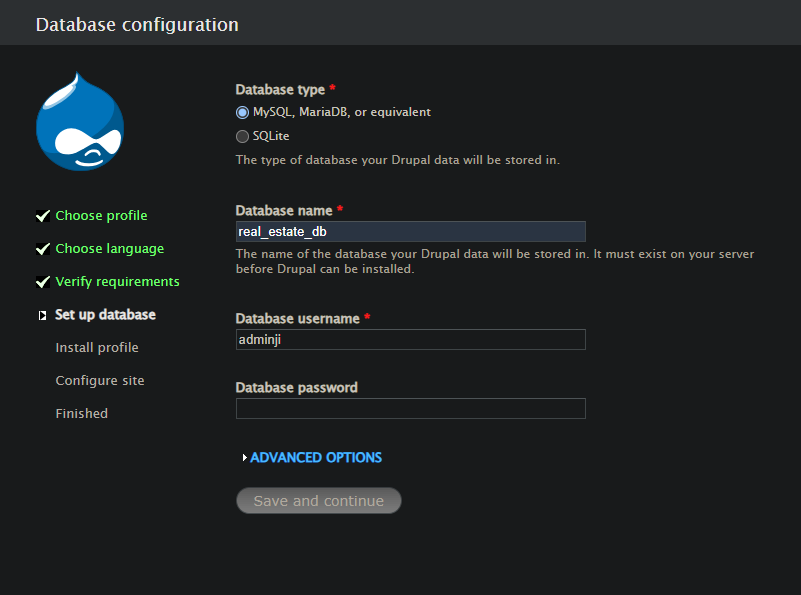 Database configuration
Choose profile
Choose language
Verify requirements
Set up database
Install profile
Configure site
Finished
Database type *
MySQL, MariaDB, or equivalent
SQLite
The type of database your Drupal data will be stored in.
Database name *
real_estate_db
The name of the database your Drupal data will be stored in. It must exist on your server
before Drupal can be installed.
Database username *
adminji
Database password
ADVANCED OPTIONS
Save and continue